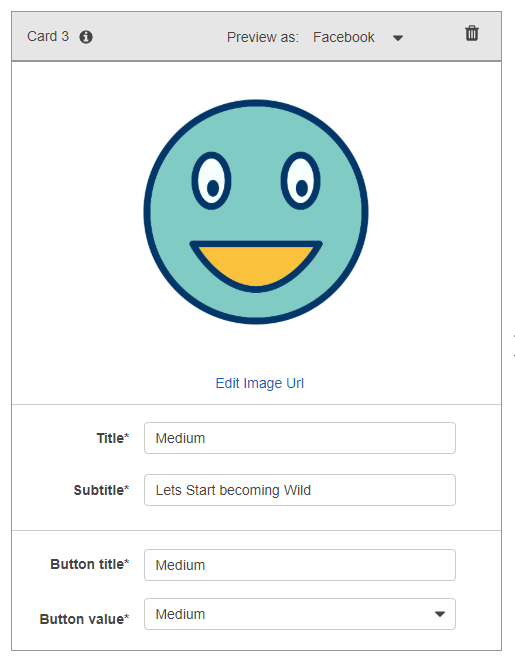 Card 3 Preview as: Facebook
Edit Image Url
Title* Medium
Subtitle* Lets Start becoming Wild
Button title* Medium
Button value* Medium